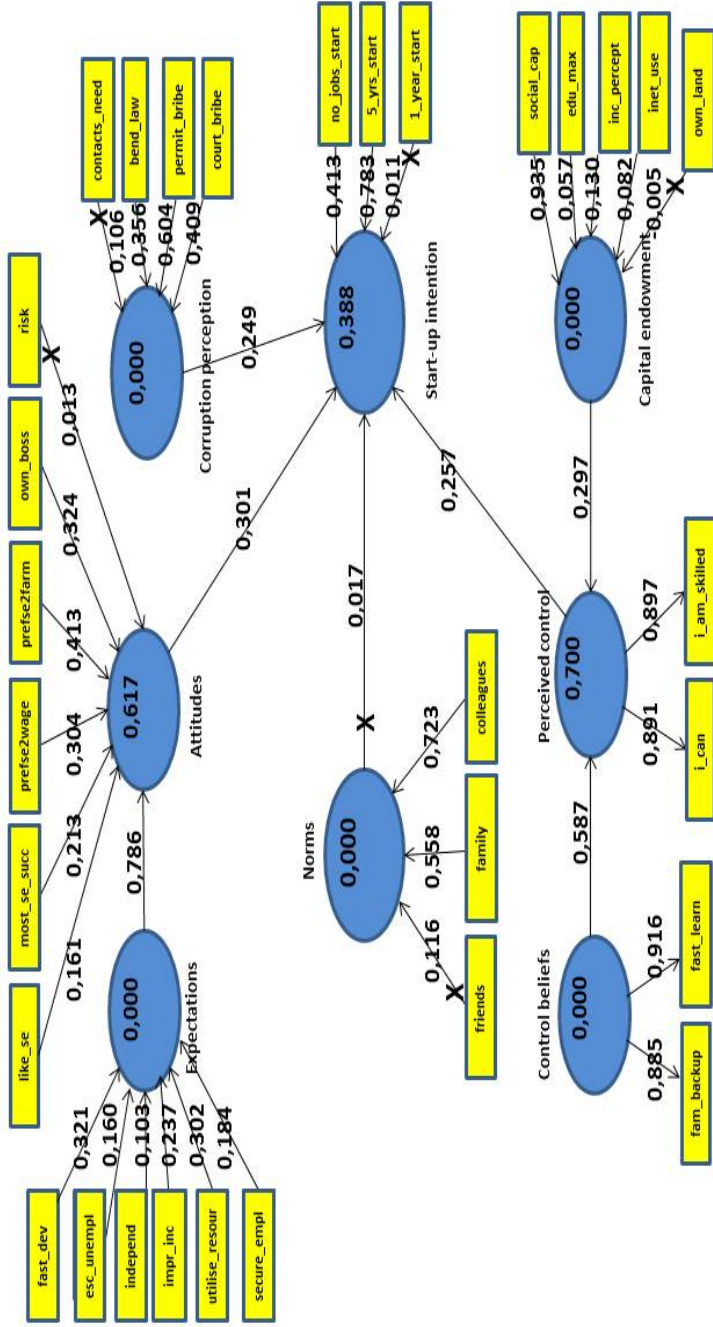 fast_dev
esc_unempl
independ
impr_inc
utilise_resour
secure_empl
0,321
0,160
0,103
0,237
0,302
0,184
0,000
Expectations
0,786
like_se
most_se_succ
prefse2wage
prefse2farm
own_boss
risk
0,161
0,213
0,304
0,413
0,324
0,013
X
0,617
Attitudes
0,301
contacts_need
bend_law
permit_bribe
court_bribe
X
0,106
0,356
0,604
0,409
0,000
Corruption perception
0,249
no_jobs_start
5_yrs_start
1_year_start
0,413
0,783
0,011
X
0,388
Start-up intention
Norms
0,000
X
0,017
0,116
X
0,558
0,723
friends
family
colleagues
0,257
Control beliefs
0,000
0,885
0,916
fam_backup
fast_learn
0,587
Perceived control
0,700
0,891
0,897
i_can
i_am_skilled
0,297
Capital endowment
0,000
social_cap
edu_max
inc_percept
inet_use
own_land
0,935
0,057
0,130
0,082
-0,005
X